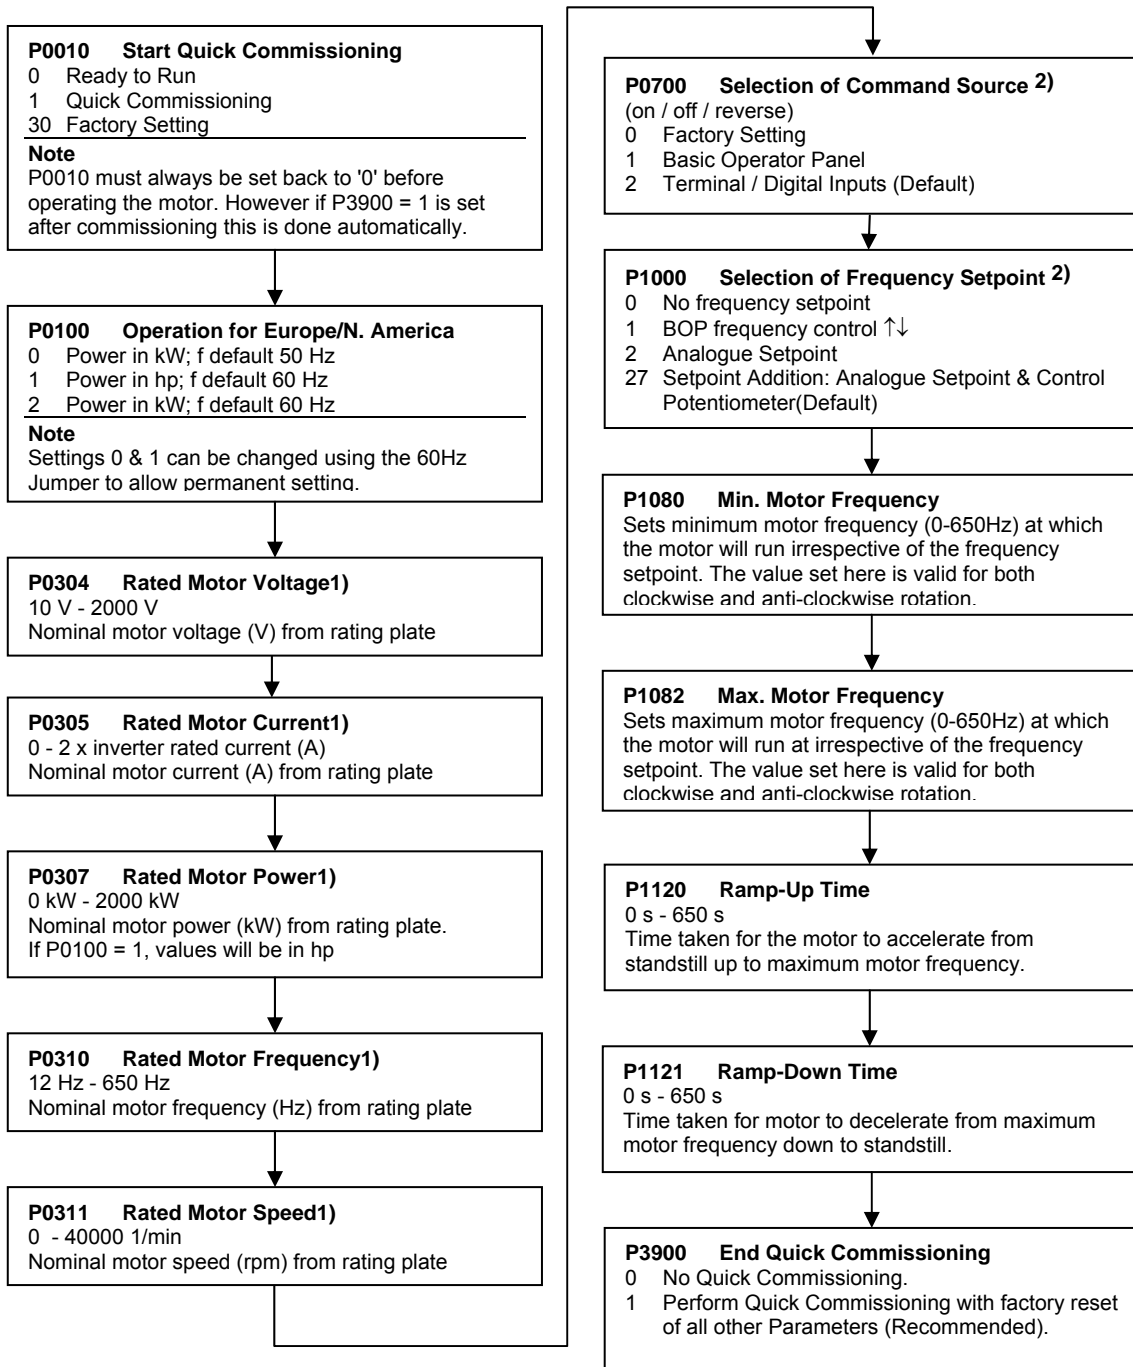 P0010 Start Quick Commissioning
0 Ready to Run
1 Quick Commissioning
30 Factory Setting
Note
P0010 must always be set back to '0' before
operating the motor. However if P3900 = 1 is set
after commissioning this is done automatically.
P0100 Operation for Europe/N. America
0 Power in kW; f default 50 Hz
1 Power in hp; f default 60 Hz
2 Power in kW; f default 60 Hz
Note
Settings 0 & 1 can be changed using the 60Hz
Jumper to allow permanent setting.
P0304 Rated Motor Voltage1)
10 V - 2000 V
Nominal motor voltage (V) from rating plate
P0305 Rated Motor Current1)
0 - 2 x inverter rated current (A)
Nominal motor current (A) from rating plate
P0307 Rated Motor Power1)
0 kW - 2000 kW
Nominal motor power (kW) from rating plate.
If P0100 = 1, values will be in hp
P0310 Rated Motor Frequency1)
12 Hz - 650 Hz
Nominal motor frequency (Hz) from rating plate
P0311 Rated Motor Speed1)
0 - 40000 1/min
Nominal motor speed (rpm) from rating plate
P0700 Selection of Command Source 2)
(on / off / reverse)
0 Factory Setting
1 Basic Operator Panel
2 Terminal / Digital Inputs (Default)
P1000 Selection of Frequency Setpoint 2)
0 No frequency setpoint
1 BOP frequency control ↑↓
2 Analogue Setpoint
27 Setpoint Addition: Analogue Setpoint & Control
Potentiometer(Default)
P1080 Min. Motor Frequency
Sets minimum motor frequency (0-650Hz) at which
the motor will run irrespective of the frequency
setpoint. The value set here is valid for both
clockwise and anti-clockwise rotation.
P1082 Max. Motor Frequency
Sets maximum motor frequency (0-650Hz) at which
the motor will run at irrespective of the frequency
setpoint. The value set here is valid for both
clockwise and anti-clockwise rotation.
P1120 Ramp-Up Time
0 s - 650 s
Time taken for the motor to accelerate from
standstill up to maximum motor frequency.
P1121 Ramp-Down Time
0 s - 650 s
Time taken for motor to decelerate from maximum
motor frequency down to standstill.
P3900 End Quick Commissioning
0 No Quick Commissioning.
1 Perform Quick Commissioning with factory reset
of all other Parameters (Recommended).